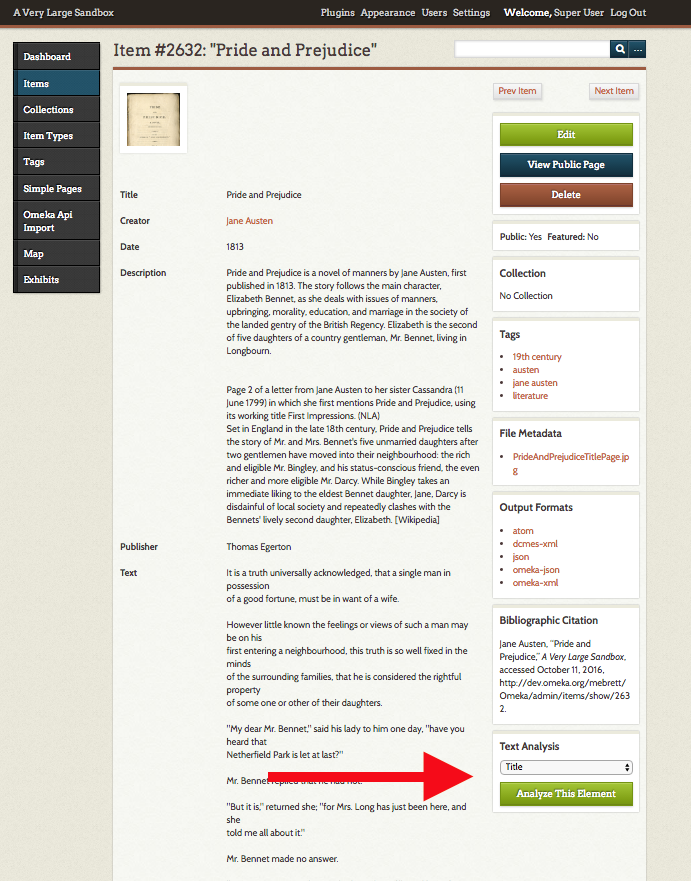 A Very Large Sandbox
Plugins Appearance Users Settings Welcome, Super User Log Out
Dashboard
Items
Collections
Item Types
Tags
Simple Pages
Omeka Api
Import
Map
Exhibits
Item #2632: "Pride and Prejudice"
...
PRIDE
PREJUDICE
Title
Pride and Prejudice
Creator
Jane Austen
Date
1813
Description
Pride and Prejudice is a novel of manners by Jane Austen, first
published in 1813. The story follows the main character,
Elizabeth Bennet, as she deals with issues of manners,
upbringing, morality, education, and marriage in the society of
the landed gentry of the British Regency. Elizabeth is the second
of five daughters of a country gentleman, Mr. Bennet, living in
Longbourn.
Page 2 of a letter from Jane Austen to her sister Cassandra (11
June 1799) in which she first mentions Pride and Prejudice, using
its working title First Impressions. (NLA)
Set in England in the late 18th century, Pride and Prejudice tells
the story of Mr. and Mrs. Bennet's five unmarried daughters after
two gentlemen have moved into their neighbourhood: the rich
and eligible Mr. Bingley, and his status-conscious friend, the even
richer and more eligible Mr. Darcy. While Bingley takes an
immediate liking to the eldest Bennet daughter, Jane, Darcy is
disdainful of local society and repeatedly clashes with the
Bennets' lively second daughter, Elizabeth. [Wikipedia]
Publisher
Thomas Egerton
Text
It is a truth universally acknowledged, that a single man in
possession
of a good fortune, must be in want of a wife.
However little known the feelings or views of such a man may
be on his
first entering a neighbourhood, this truth is so well fixed in the
minds
of the surrounding families, that he is considered the rightful
property
of some one or other of their daughters.
"My dear Mr. Bennet," said his lady to him one day, "have you
heard that
Netherfield Park is let at last?"
Mr. Bennet replied that he had not.
"But it is," returned she; "for Mrs. Long has just been here, and
she
told me all about it."
Mr. Bennet made no answer.
Prev Item
Next Item
Edit
View Public Page
Delete
Public: Yes Featured: No
Collection
No Collection
Tags
19th century
austen
jane austen
literature
File Metadata
PrideAndPrejudiceTitlePage.jp
g
Output Formats
atom
dcmes-xml
json
omeka-json
omeka-xml
Bibliographic Citation
Jane Austen, "Pride and
Prejudice," A Very Large Sandbox,
accessed October 11, 2016,
http://dev.omeka.org/mebrett/
Omeka/admin/items/show/263
2.
Text Analysis
Title
Analyze This Element